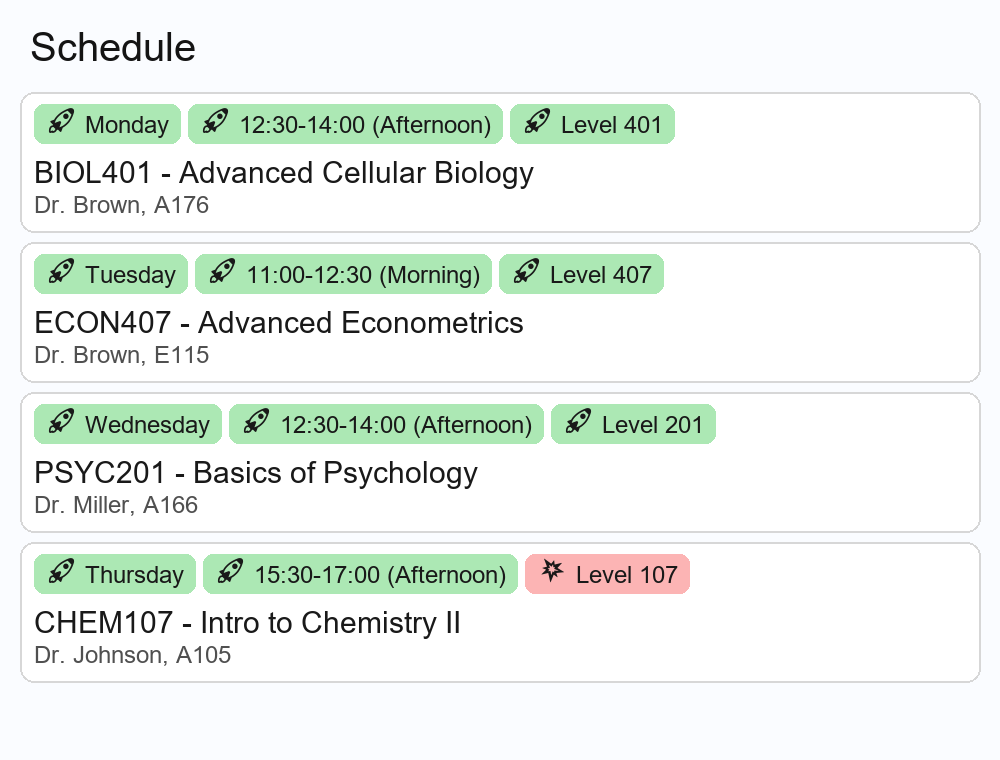 Schedule
Monday 12:30-14:00 (Afternoon) Level 401
BIOL401 - Advanced Cellular Biology
Dr. Brown, A176
Tuesday 11:00-12:30 (Morning) Level 407
ECON407 - Advanced Econometrics
Dr. Brown, E115
Wednesday 12:30-14:00 (Afternoon) Level 201
PSYC201 - Basics of Psychology
Dr. Miller, A166
Thursday 15:30-17:00 (Afternoon) Level 107
CHEM107 - Intro to Chemistry II
Dr. Johnson, A105